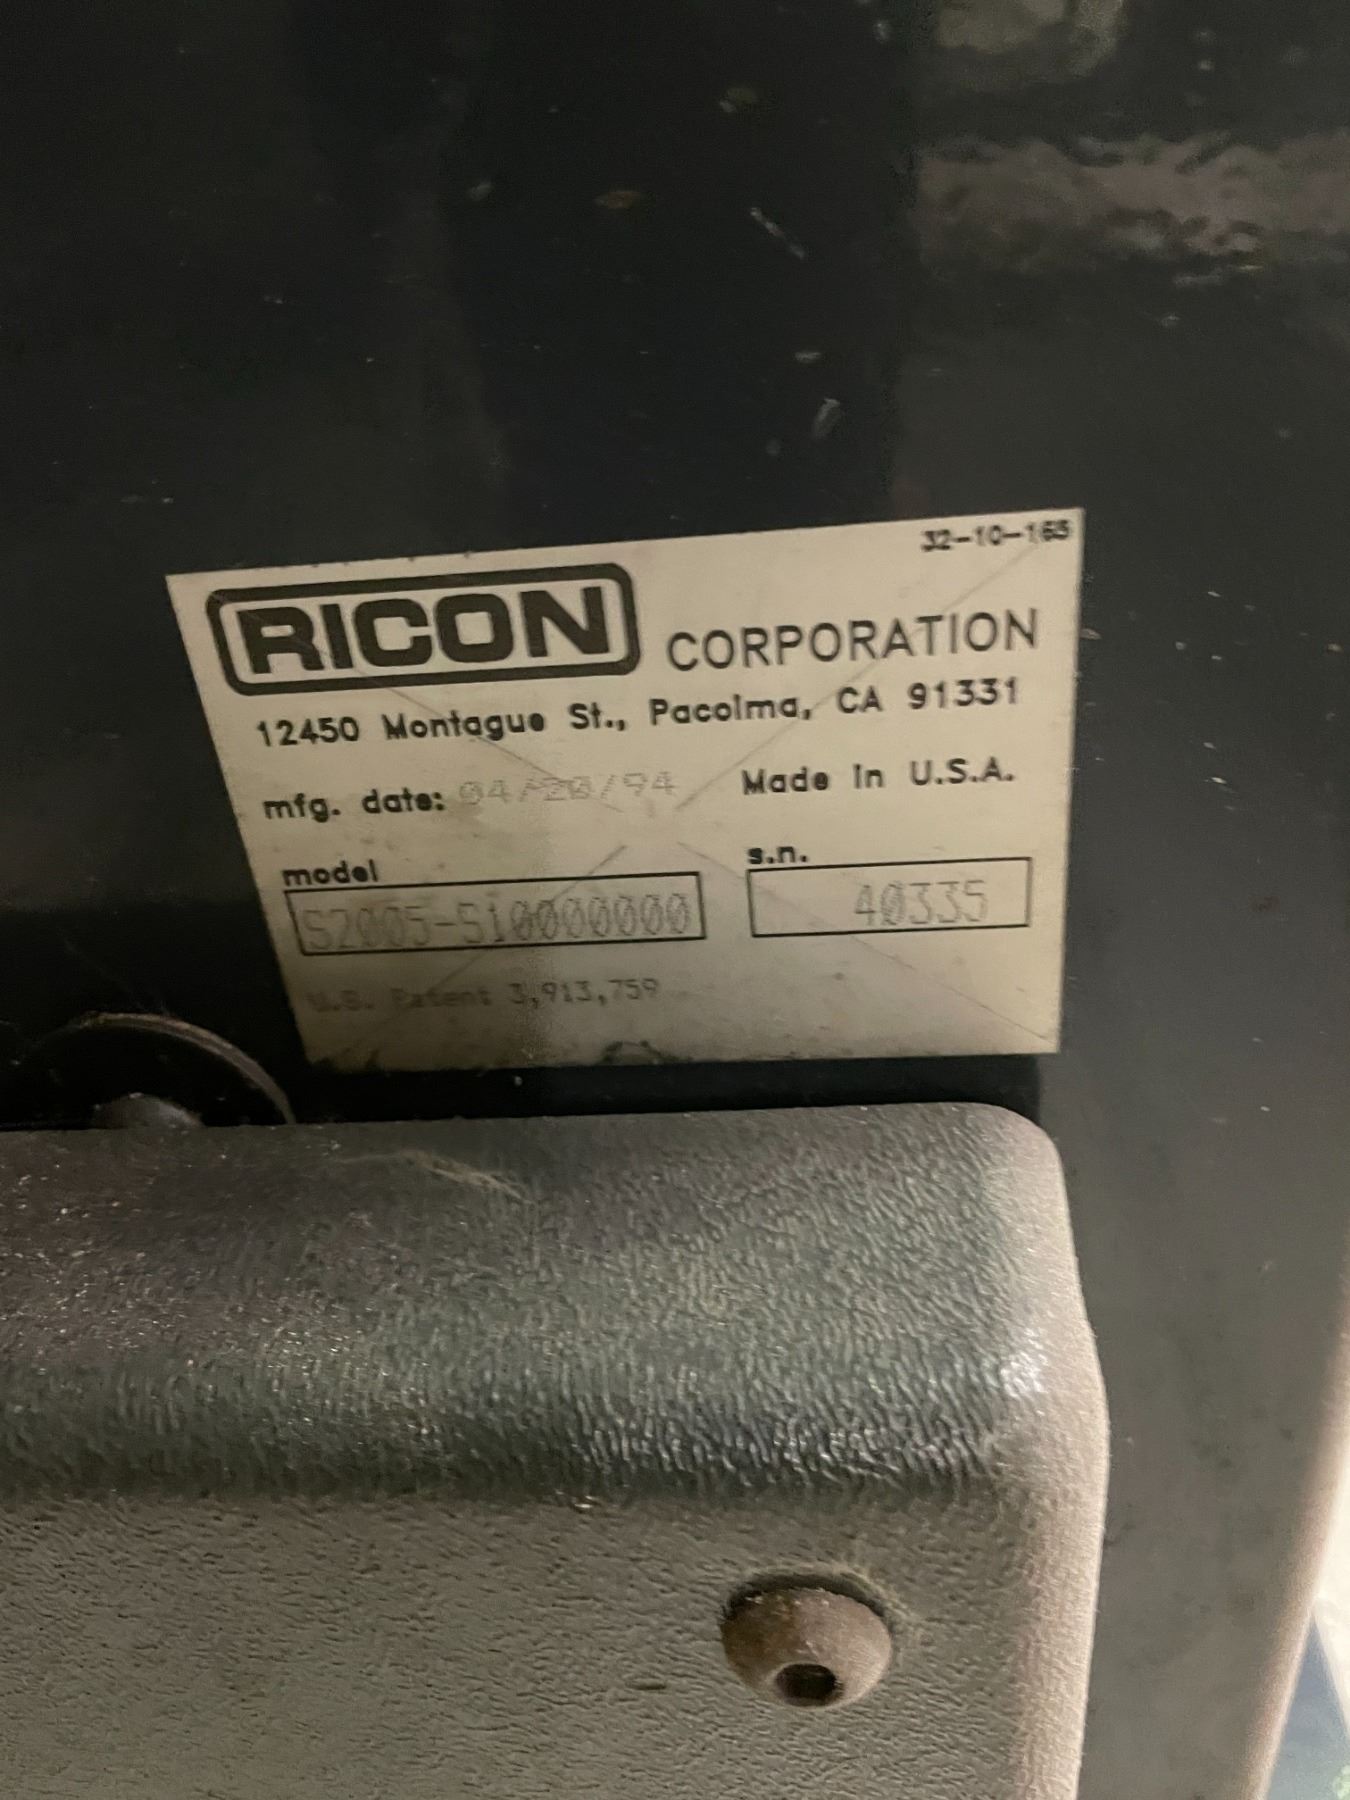 32-10-165
RICON CORPORATION
12450 Montague St., Pacoima, CA 91331
mfg. date: 04/20/94 Made in U.S.A.
model s.n.
S2005-S10000000 40335
U.S. Patent 3,913,759